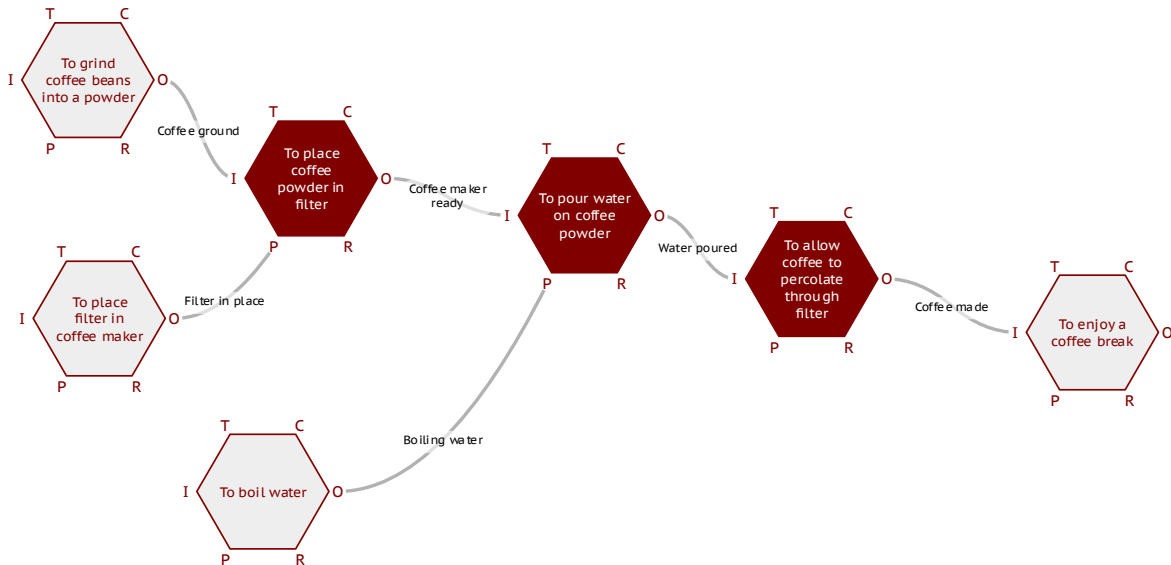 T
C
To grind
coffee beans
into a powder
I
O
P
R
Coffee ground
T
C
To place
coffee
powder in
filter
I
O
P
R
Coffee maker
ready
T
C
To pour water
on coffee
powder
I
O
P
R
Water poured
T
C
To allow
coffee to
percolate
through
filter
I
O
P
R
Coffee made
T
C
To enjoy a
coffee break
I
O
P
R
T
C
To place
filter in
coffee maker
I
O
P
R
Filter in place
T
C
To boil water
I
O
P
R
Boiling water